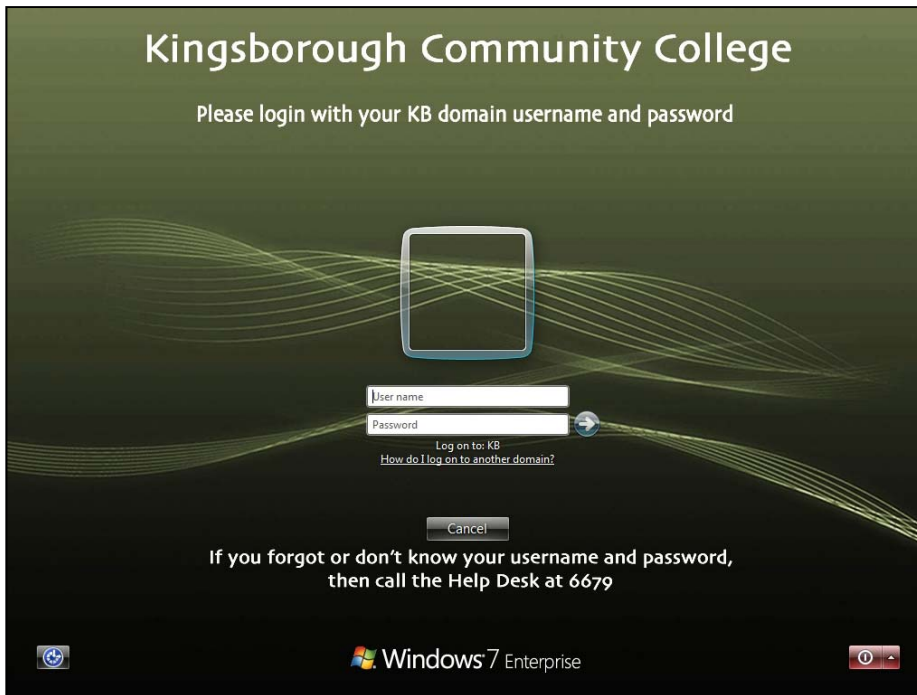 Kingsborough Community College
Please login with your KB domain username and password
User name
Password
Log on to: KB
How do I log on to another domain?
Cancel
If you forgot or don't know your username and password,
then call the Help Desk at 6679
Windows 7 Enterprise